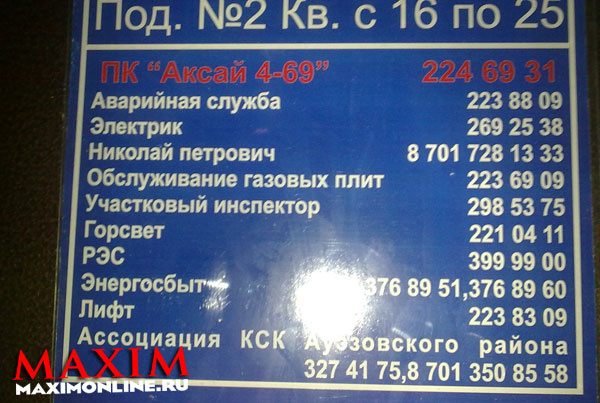 Под. №2 Кв. с 16 по 25
ПК “Аксай 4-69” 224 69 31
Аварийная служба 223 88 09
Электрик 269 25 38
Николай петрович 8 701 728 13 33
Обслуживание газовых плит 223 69 09
Участковый инспектор 298 53 75
Горсвет 221 04 11
РЭС 399 99 00
Энергосбыт 376 89 51,376 89 60
Лифт 223 83 09
Ассоциация КСК Ауэзовского района
327 41 75,8 701 350 85 58
MAXIM
MAXIMONLINE.RU